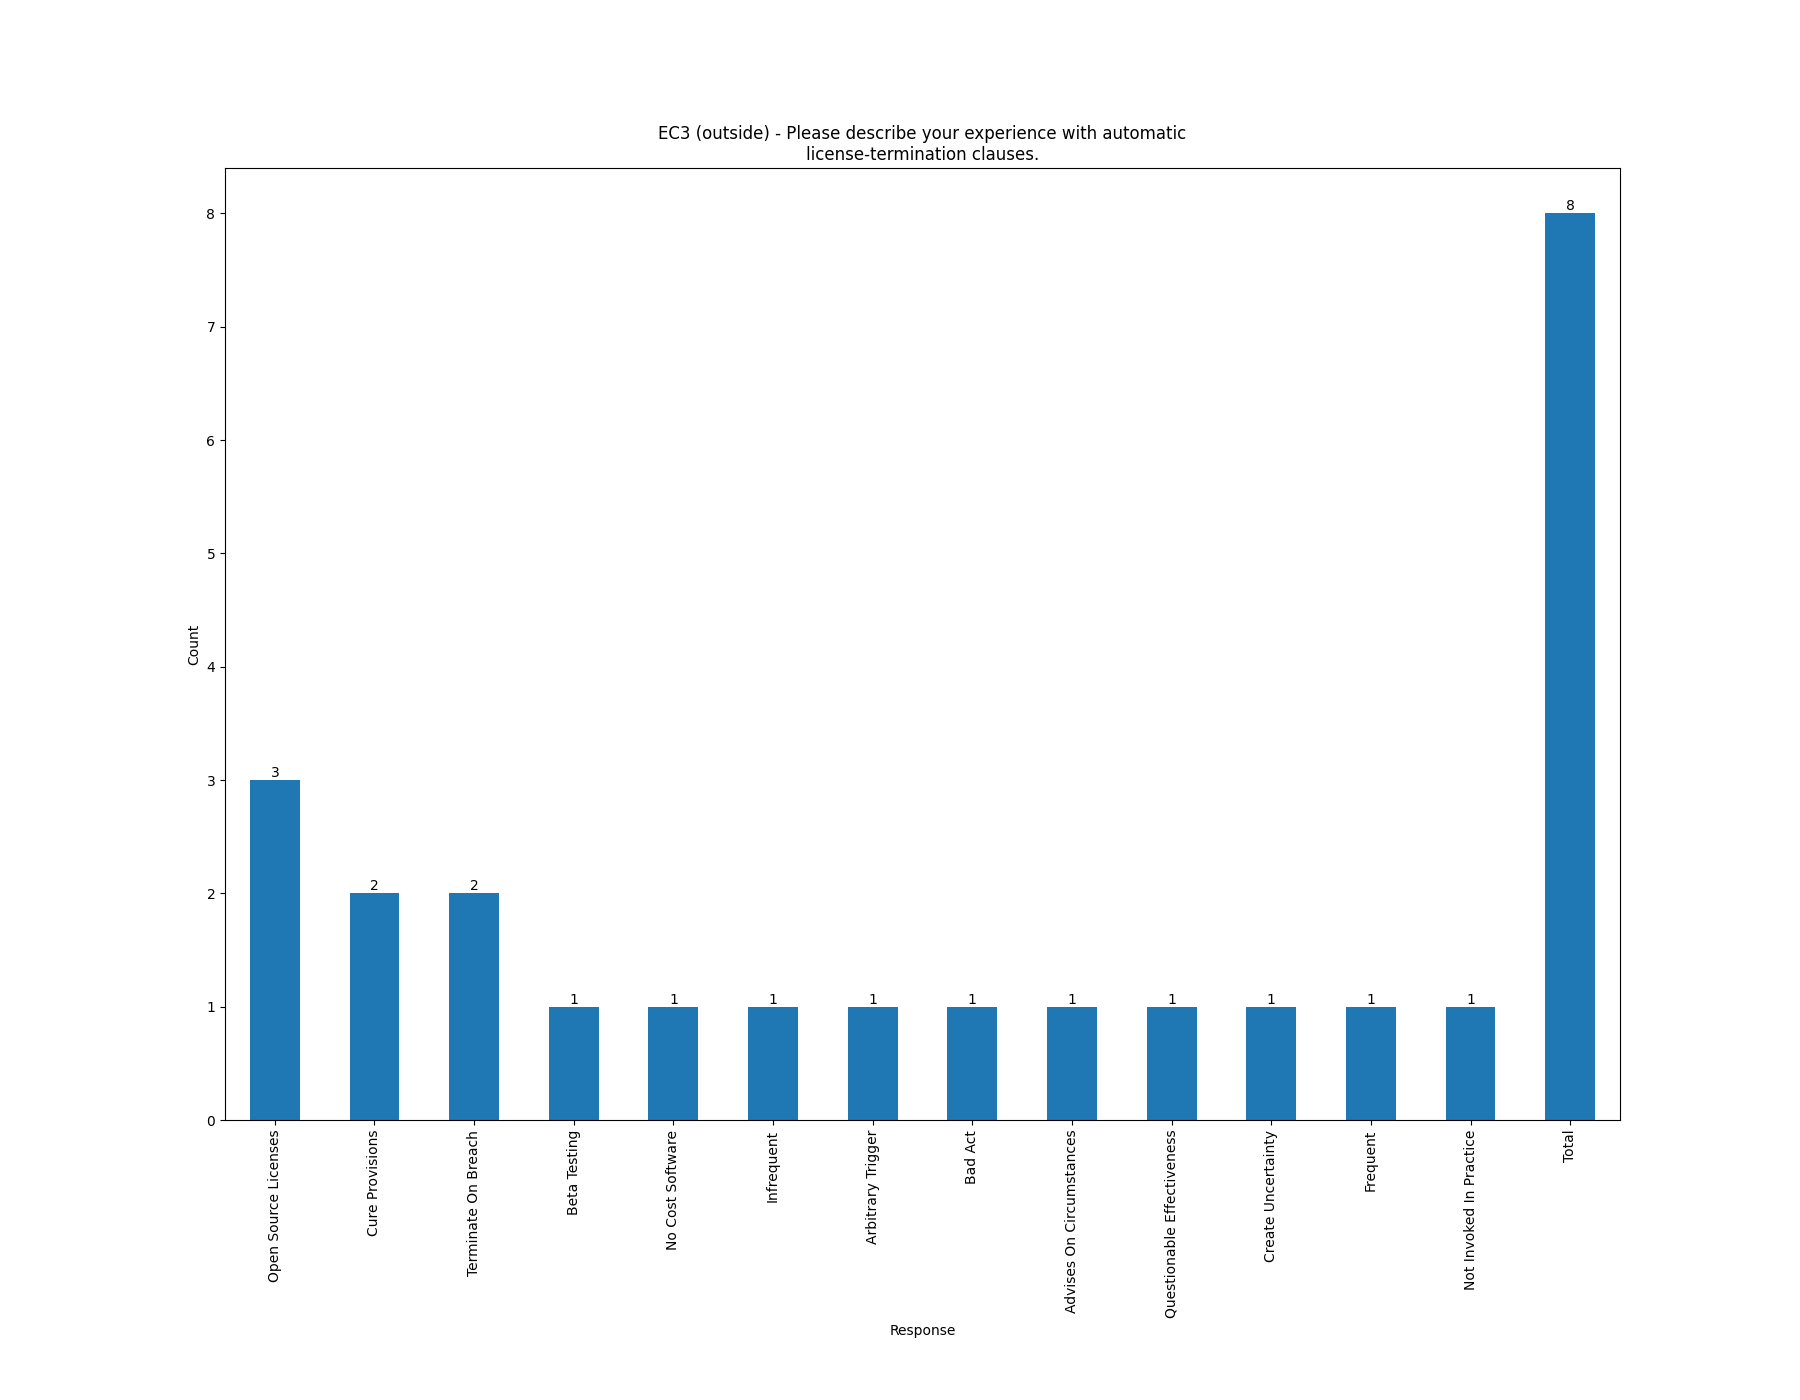 EC3 (outside) - Please describe your experience with automatic
license-termination clauses.
8
7
6
5
4
3
2
1
0
Count
3
2
2
1
1
1
1
1
1
1
1
1
1
8
Open Source Licenses
Cure Provisions
Terminate On Breach
Beta Testing
No Cost Software
Infrequent
Arbitrary Trigger
Bad Act
Advises On Circumstances
Questionable Effectiveness
Create Uncertainty
Frequent
Not Invoked In Practice
Total
Response